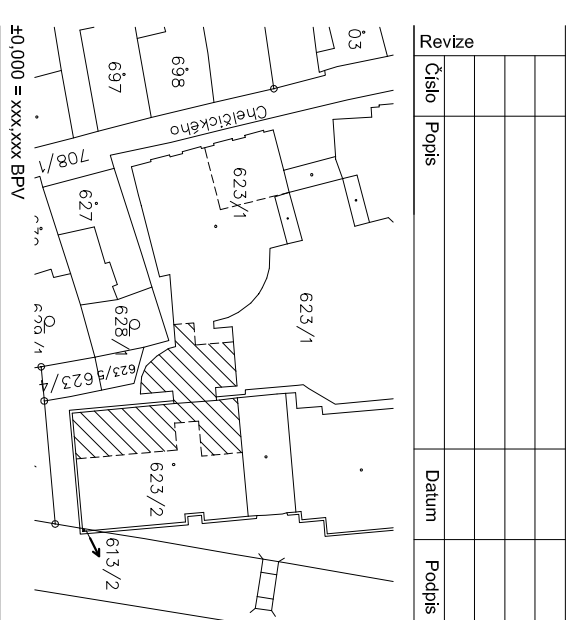 Revize
Číslo
Popis
Datum
Podpis
±0,000 = xxx,xxx BPV
697
698
Chelčického
708/1
627
623/1
623/1
628/1
623/5
623/4
623/2
613/2